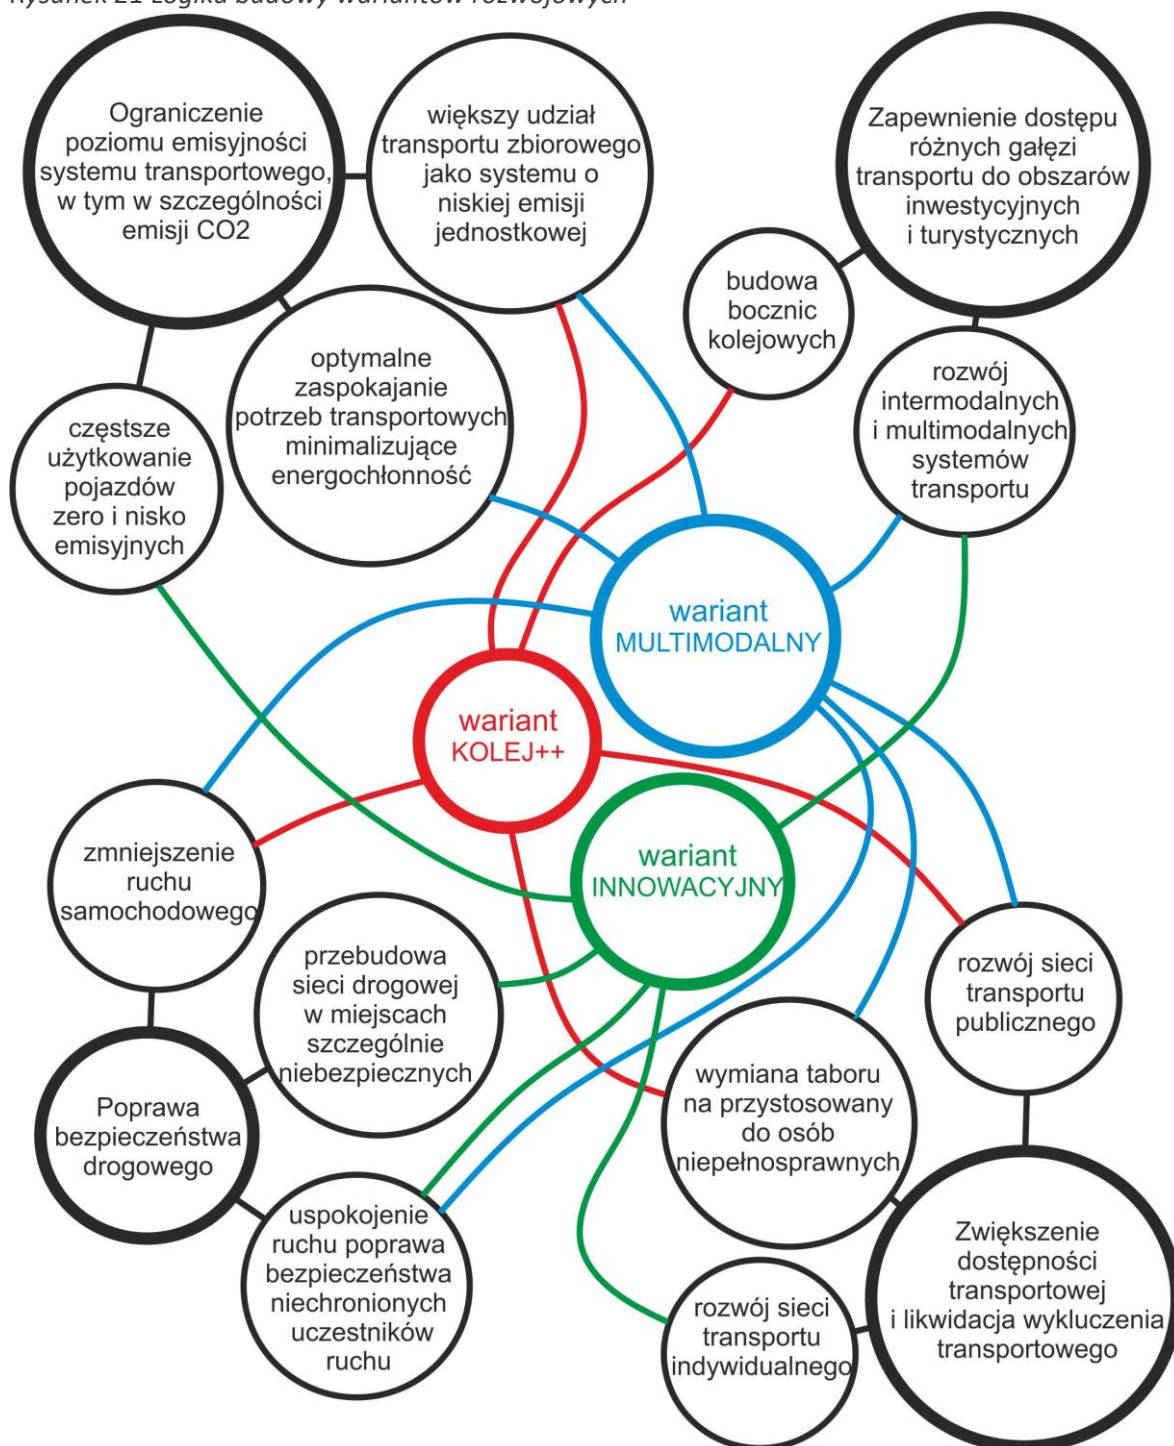 Rysunek 21 Logika budowy wariantów rozwojowych
Ograniczenie
poziomu emisyjności
systemu transportowego,
w tym w szczególności
emisji CO2
większy udział
transportu zbiorowego
jako systemu o
niskiej emisji
jednostkowej
Zapewnienie dostępu
różnych gałęzi
transportu do obszarów
inwestycyjnych
i turystycznych
budowa
bocznic
kolejowych
optymalne
zaspokajanie
potrzeb transportowych
minimalizujące
energochłonność
rozwój
intermodalnych
i multimodalnych
systemów
transportu
częstsze
użytkowanie
pojazdów
zero i nisko
emisyjnych
wariant
MULTIMODALNY
wariant
KOLEJ++
wariant
INNOWACYJNY
zmniejszenie
ruchu
samochodowego
przebudowa
sieci drogowej
w miejscach
szczególnie
niebezpiecznych
rozwój sieci
transportu
publicznego
wymiana taboru
na przystosowany
do osób
niepełnosprawnych
Poprawa
bezpieczeństwa
drogowego
uspokojenie
ruchu poprawa
bezpieczeństwa
niechronionych
uczestników
ruchu
Zwiększenie
dostępności
transportowej
i likwidacja wykluczenia
transportowego
rozwój sieci
transportu
indywidualnego